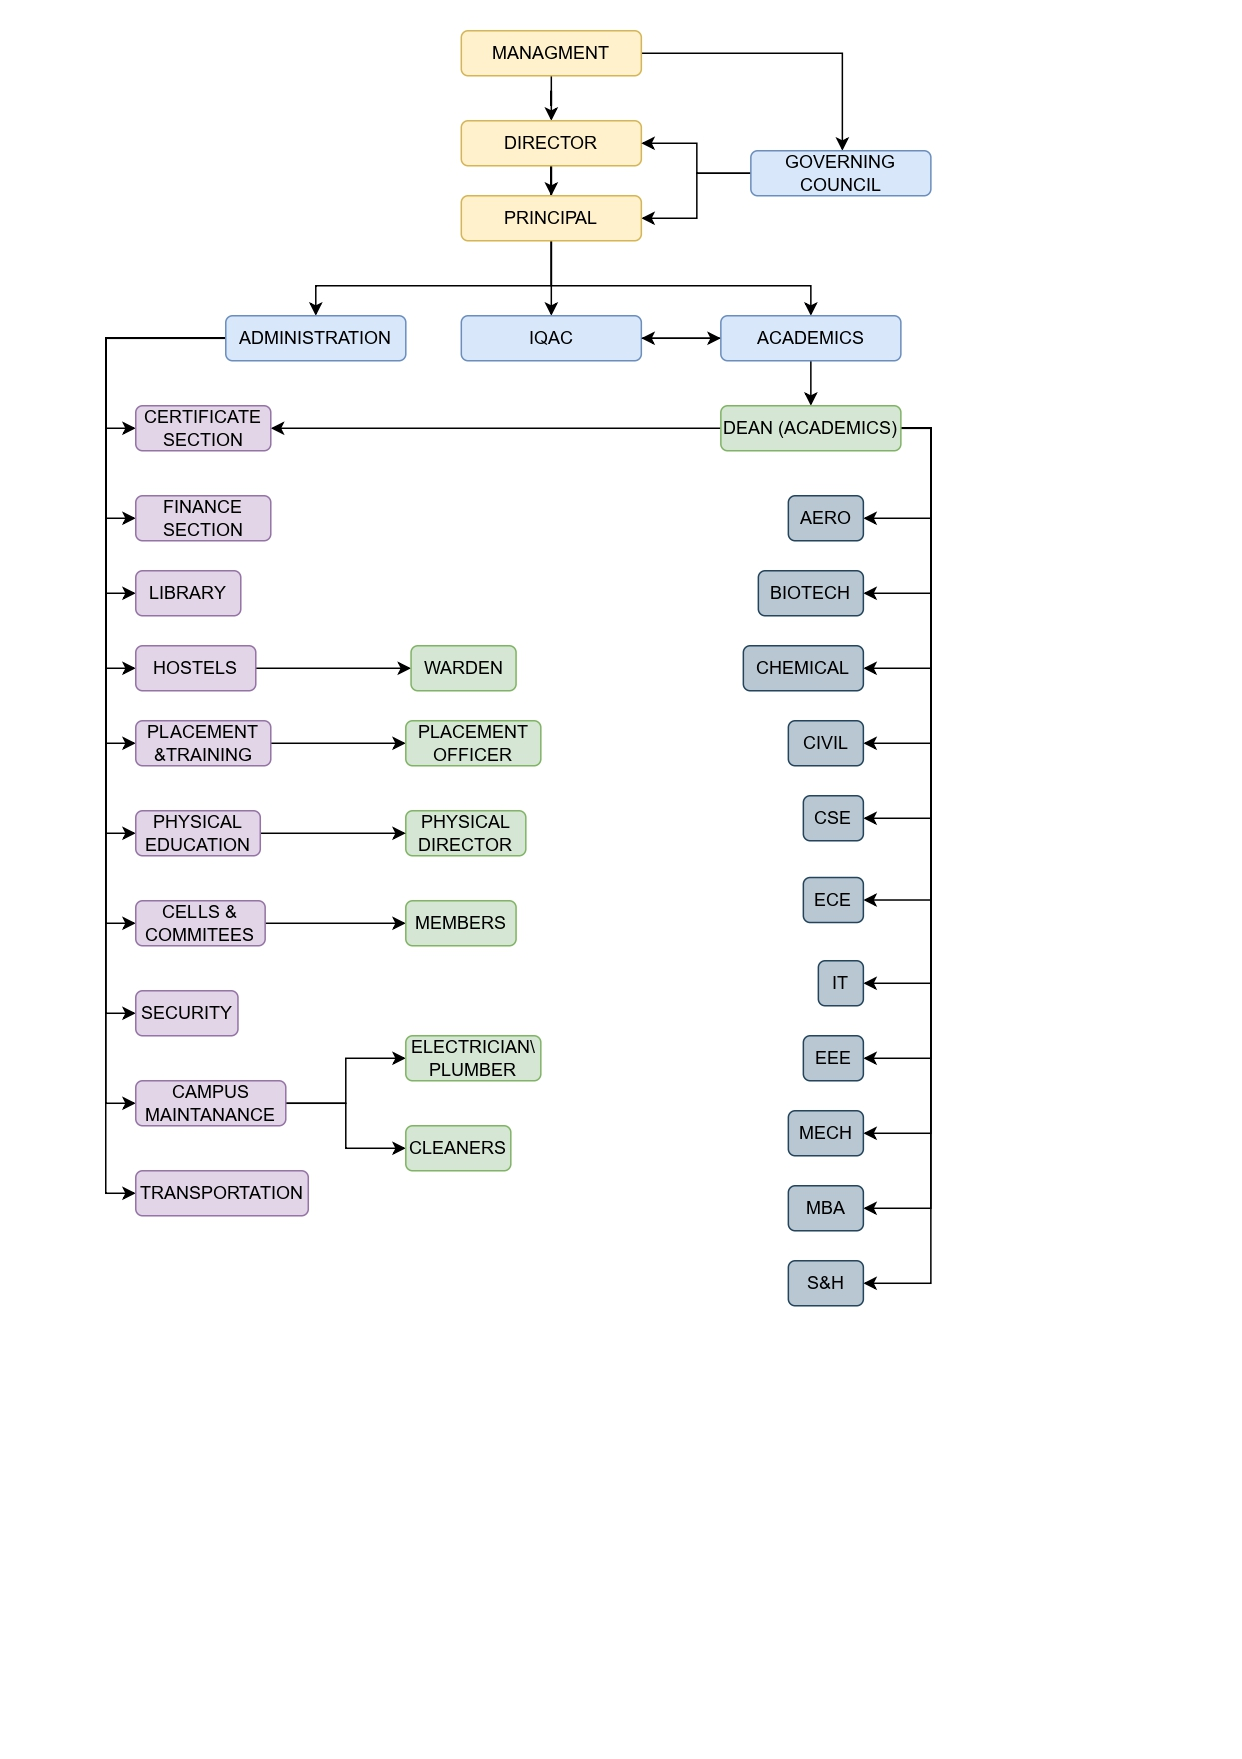 MANAGMENT
DIRECTOR
GOVERNING
COUNCIL
PRINCIPAL
ADMINISTRATION
IQAC
ACADEMICS
CERTIFICATE
SECTION
DEAN (ACADEMICS)
FINANCE
SECTION
AERO
LIBRARY
BIOTECH
HOSTELS
WARDEN
CHEMICAL
PLACEMENT
&TRAINING
PLACEMENT
OFFICER
CIVIL
PHYSICAL
EDUCATION
PHYSICAL
DIRECTOR
CSE
CELLS &
COMMITEES
MEMBERS
ECE
SECURITY
IT
ELECTRICIAN\
PLUMBER
EEE
CAMPUS
MAINTANANCE
CLEANERS
MECH
TRANSPORTATION
MBA
S&H